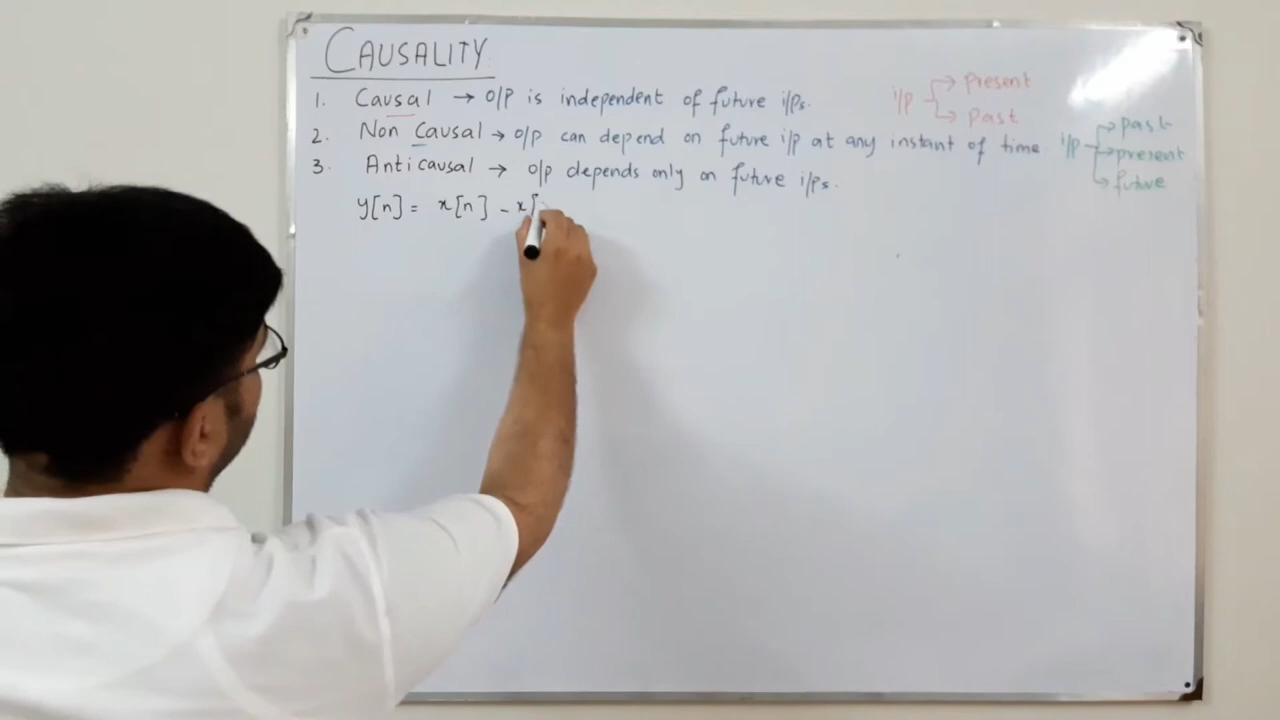 CAUSALITY
1. Causal → o/p is independent of future i/ps.
i/p → present
→ past
2. Non Causal → o/p can depend on future i/p at any instant of time
i/p → past
→ present
→ future
3. Anticausal → o/p depends only on future i/ps.
y[n] = x[n] - x[